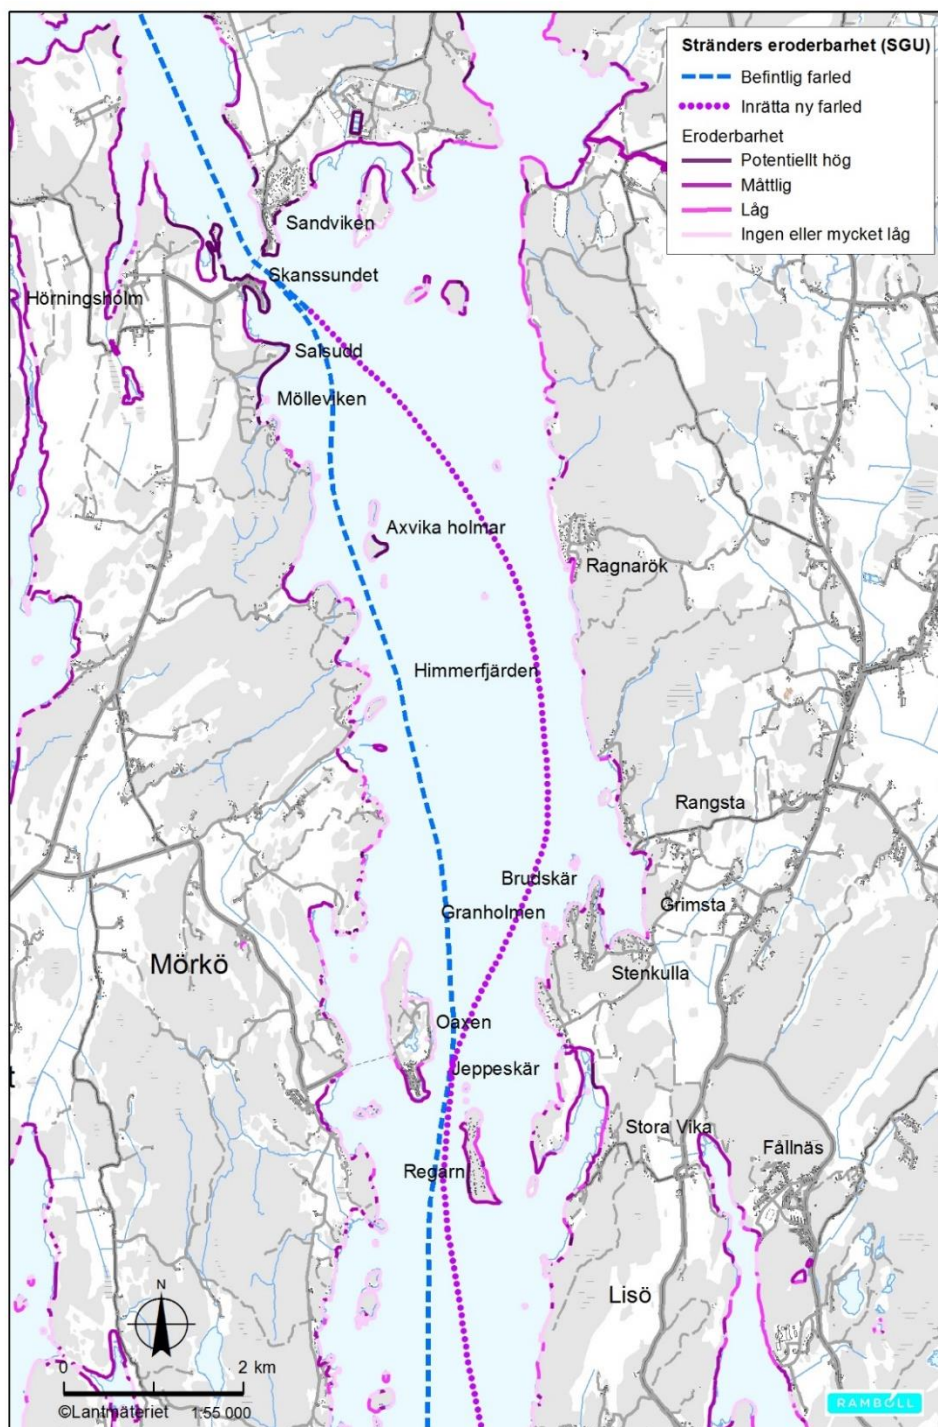 Stränders eroderbarhet (SGU)
Befintlig farled
Inrätta ny farled
Eroderbarhet
Potentiellt hög
Måttlig
Låg
Ingen eller mycket låg
Sandviken
Skanssundet
Hörningsholm
Salsudd
Mölleviken
Axvika holmar
Ragnarök
Himmerfjärden
Rangsta
Brudskär
Granholmen
Grimsta
Mörkö
Stenkulla
Oaxen
Jeppeskär
t
Stora Vika
Fållnäs
Regarn
N
Lisö
0 2 km
©Lantmäteriet 1:55 000
RAMBOLL